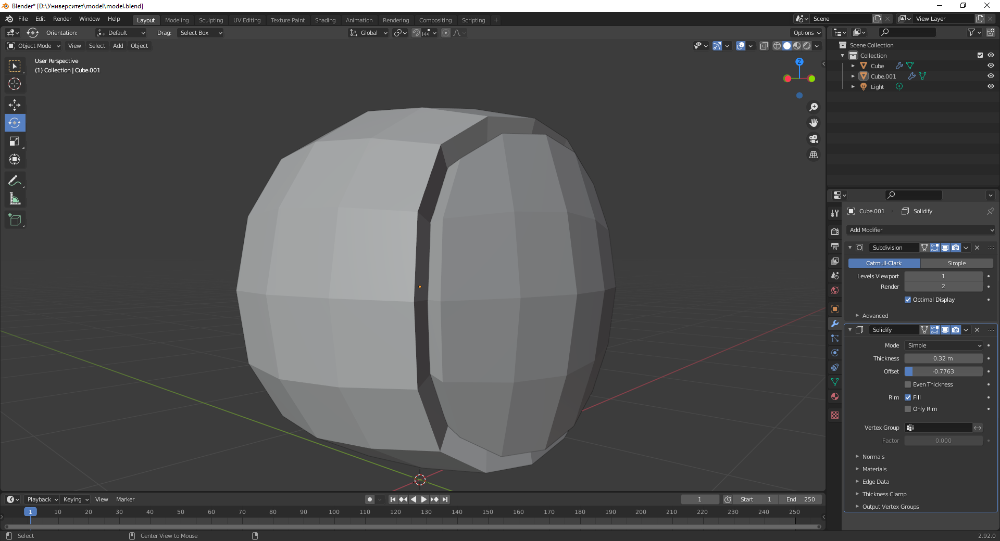 Blender* [D:\Университет\model\model.blend]
File Edit Render Window Help
Layout Modeling Sculpting UV Editing Texture Paint Shading Animation Rendering Compositing Scripting +
Scene
View Layer
Orientation: Default Drag: Select Box
Global
Options
Object Mode View Select Add Object
User Perspective
(1) Collection | Cube.001
Z
Scene Collection
Collection
Cube
Cube.001
Light
Cube.001 Solidify
Add Modifier
Subdivision
Catmull-Clark Simple
Levels Viewport 1
Render 2
Optimal Display
Advanced
Solidify
Mode Simple
Thickness 0.32 m
Offset -0.7763
Even Thickness
Rim Fill
Only Rim
Vertex Group
Factor 0.000
Normals
Materials
Edge Data
Thickness Clamp
Output Vertex Groups
Playback Keying View Marker
1 Start 1 End 250
1 10 20 30 40 50 60 70 80 90 100 110 120 130 140 150 160 170 180 190 200 210 220 230 240 250
Select Center View to Mouse
2.92.0